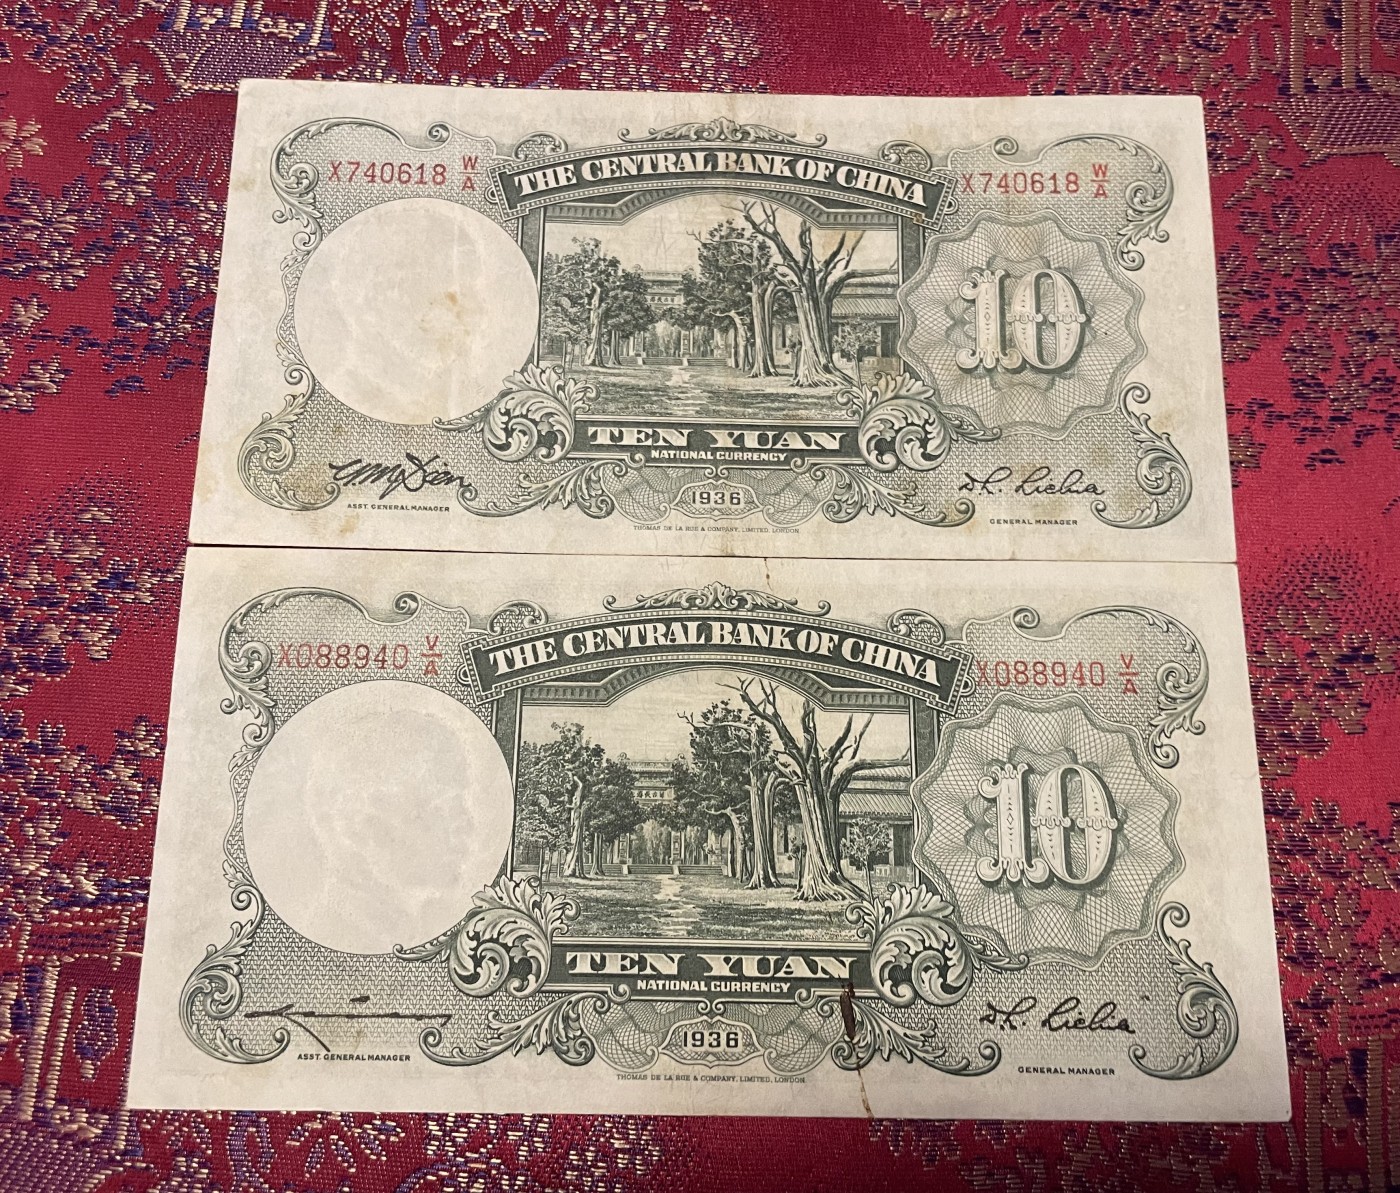 X740618 W/A
THE CENTRAL BANK OF CHINA
X740618 W/A
10
TEN YUAN
NATIONAL CURRENCY
1936
ASST. GENERAL MANAGER
GENERAL MANAGER
THOMAS DE LA RUE & COMPANY, LIMITED, LONDON.
X088940 V/A
THE CENTRAL BANK OF CHINA
X088940 V/A
10
TEN YUAN
NATIONAL CURRENCY
1936
ASST. GENERAL MANAGER
GENERAL MANAGER
THOMAS DE LA RUE & COMPANY, LIMITED, LONDON.